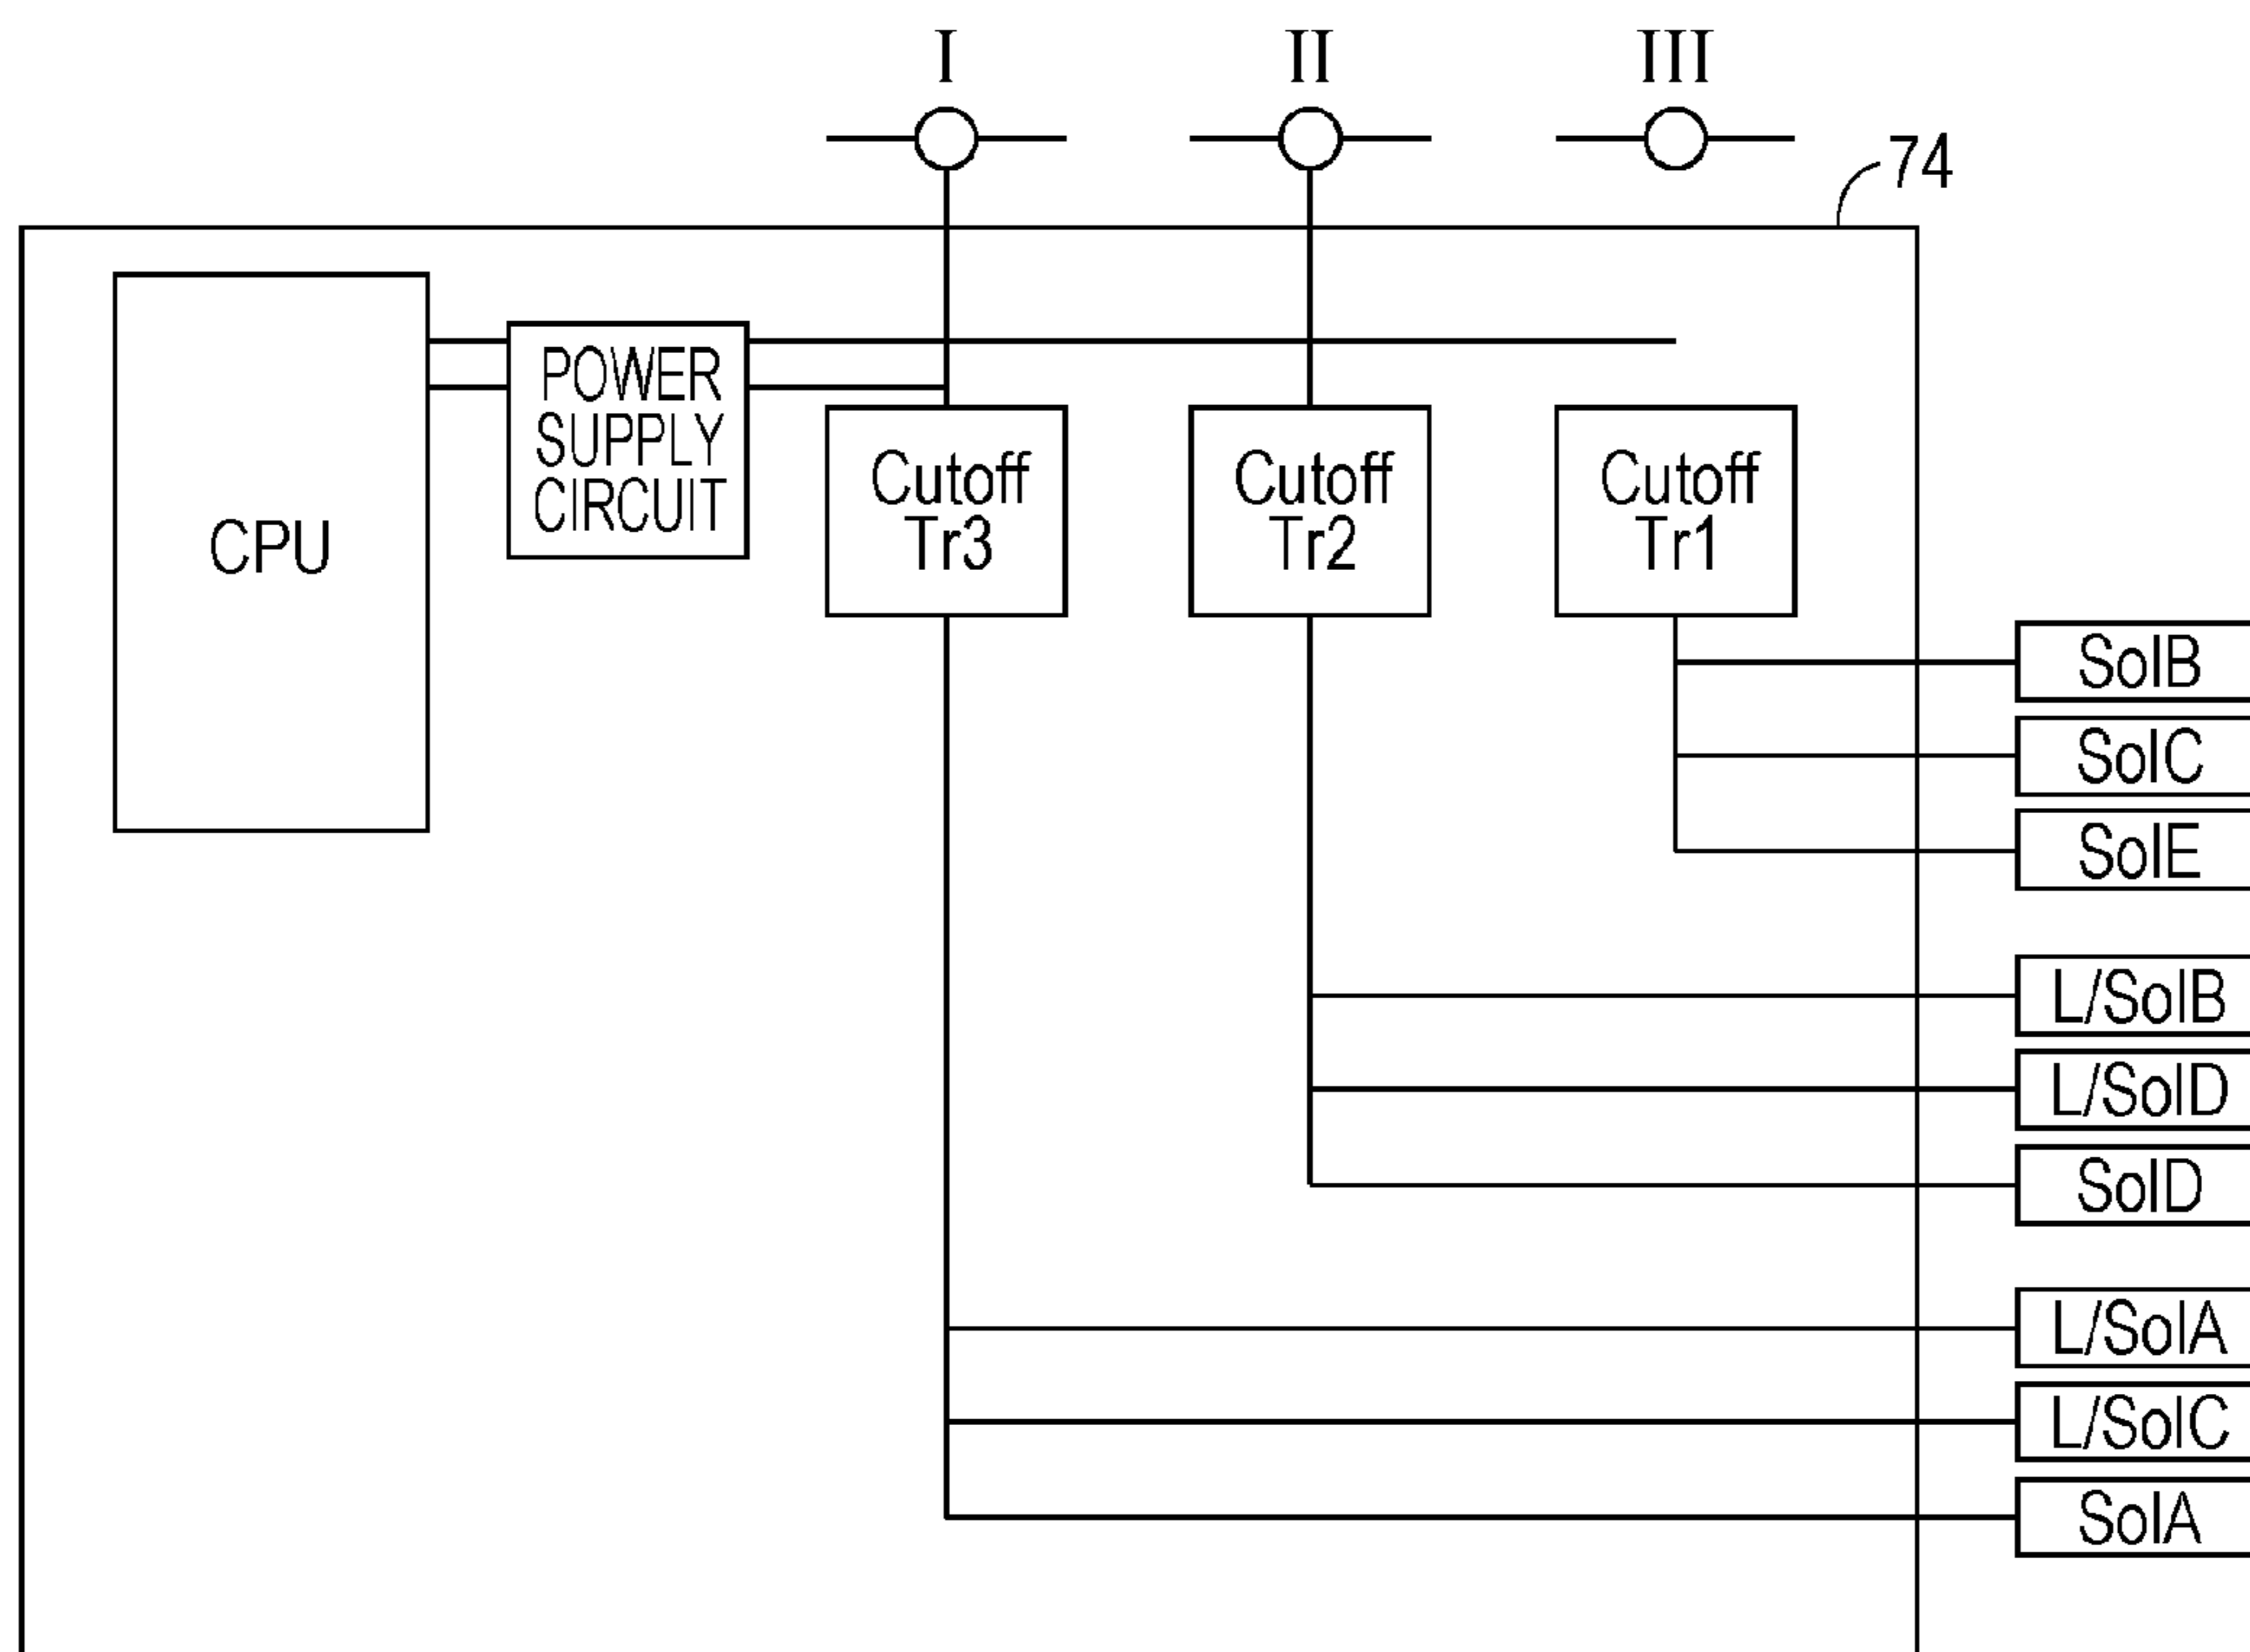 I
II
III
74
CPU
POWER
SUPPLY
CIRCUIT
Cutoff
Tr3
Cutoff
Tr2
Cutoff
Tr1
SolB
SolC
SolE
L/SolB
L/SolD
SolD
L/SolA
L/SolC
SolA